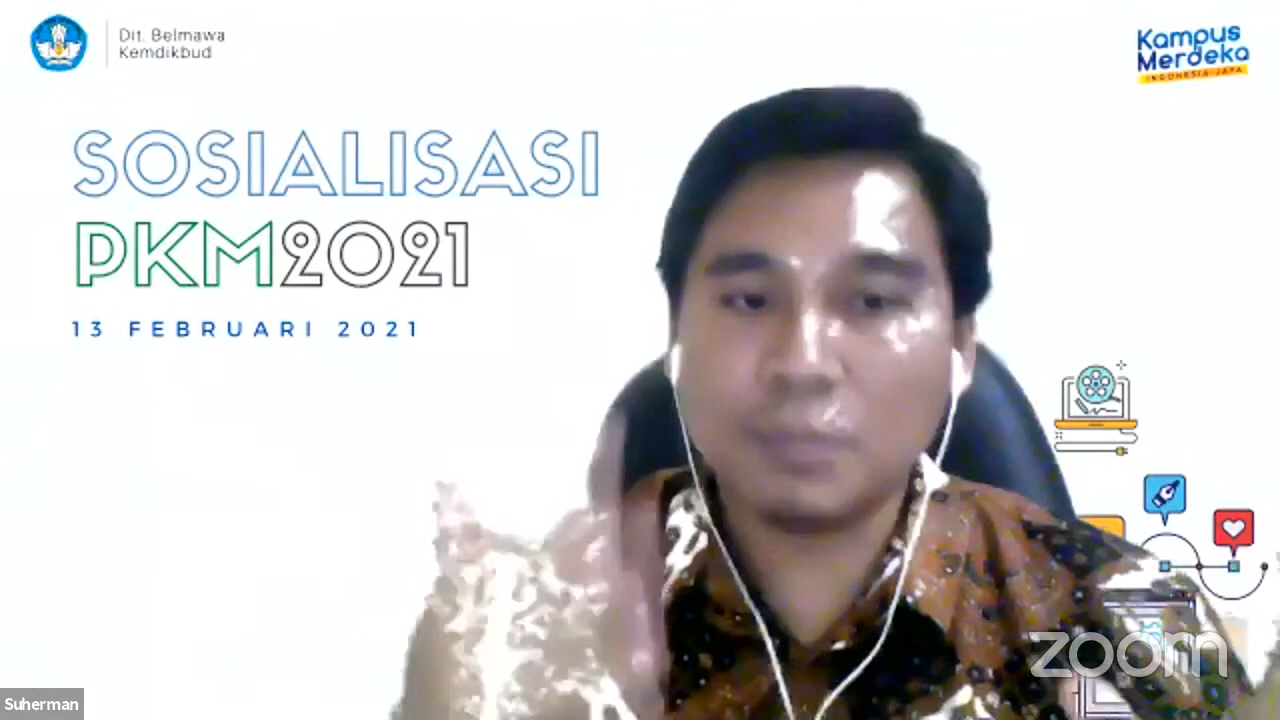 Dit. Belmawa
Kemdikbud
Kampus
Merdeka
INDONESIA JAYA
SOSIALISASI
PKM2021
13 FEBRUARI 2021
zoom
Suherman